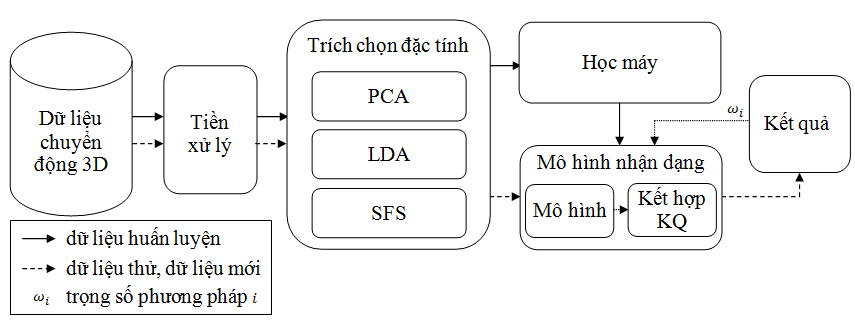 Dữ liệu
chuyển
động 3D
Tiền
xử lý
Trích chọn đặc tính
PCA
LDA
SFS
Học máy
Mô hình nhận dạng
Mô hình
Kết hợp
KQ
ω𝑖
Kết quả
dữ liệu huấn luyện
dữ liệu thử, dữ liệu mới
ω𝑖 trọng số phương pháp i